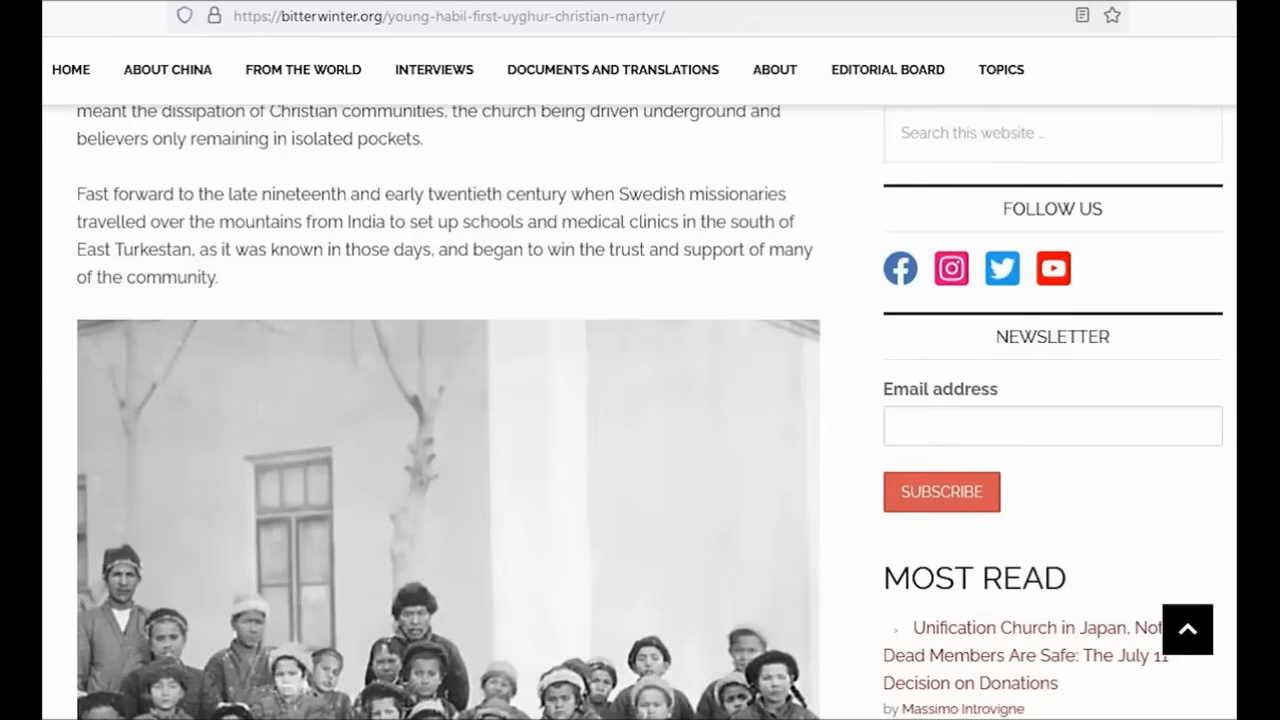 https://bitterwinter.org/young-habil-first-uyghur-christian-martyr/
HOME ABOUT CHINA FROM THE WORLD INTERVIEWS DOCUMENTS AND TRANSLATIONS ABOUT EDITORIAL BOARD TOPICS
meant the dissipation of Christian communities, the church being driven underground and
believers only remaining in isolated pockets.
Fast forward to the late nineteenth and early twentieth century when Swedish missionaries
travelled over the mountains from India to set up schools and medical clinics in the south of
East Turkestan, as it was known in those days, and began to win the trust and support of many
of the community.
Search this website …
FOLLOW US
NEWSLETTER
Email address
SUBSCRIBE
MOST READ
Unification Church in Japan, Not
Dead Members Are Safe: The July 11
Decision on Donations
by Massimo Introvigne